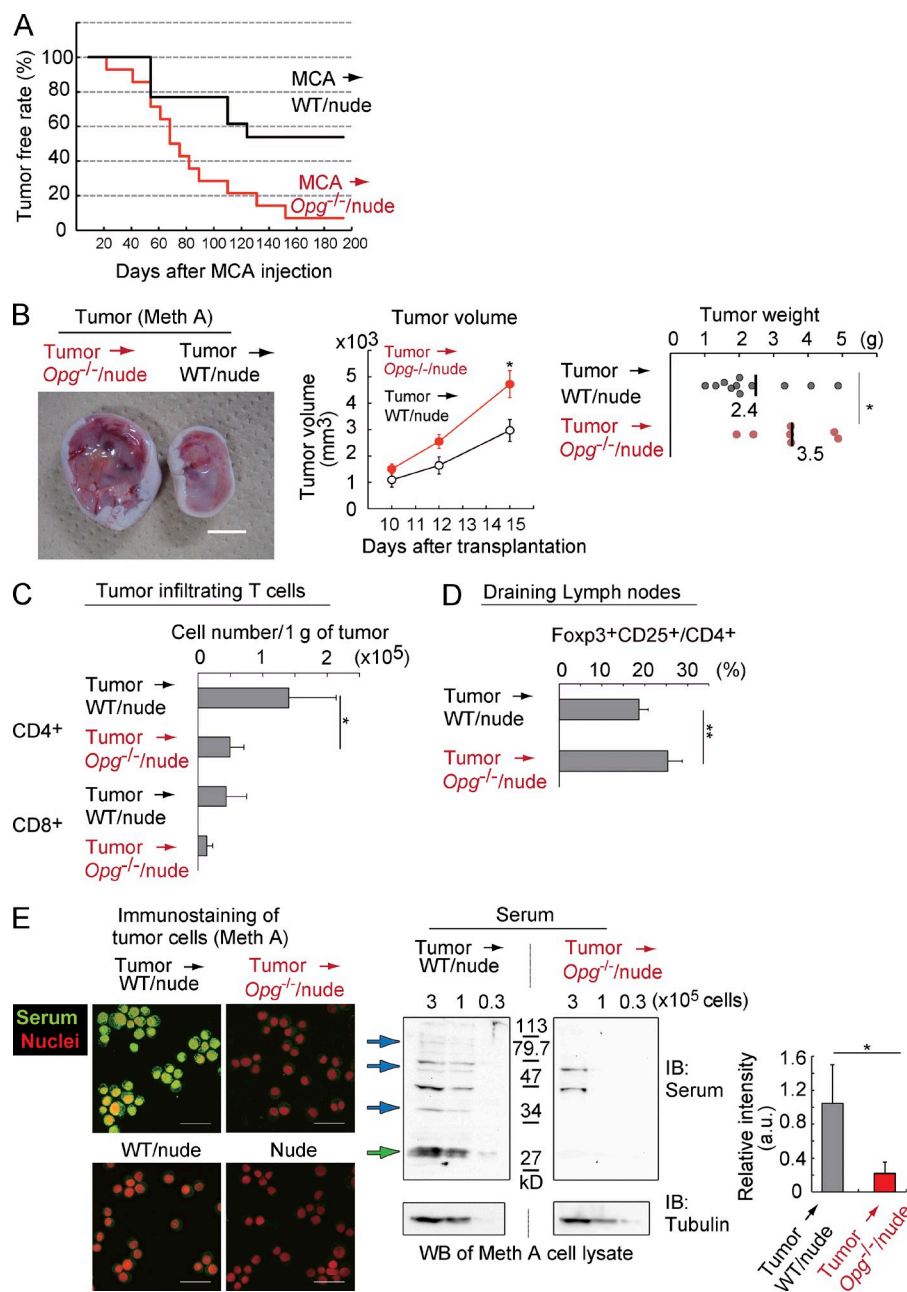 A
Tumor free rate (%)
100
80
60
40
20
0
MCA →
WT/nude
MCA →
Opg-/-/nude
20 40 60 80 100 120 140 160 180 200
Days after MCA injection
B
Tumor (Meth A)
Tumor →
Opg-/-/nude
Tumor →
WT/nude
Tumor volume
x103
Tumor →
Opg-/-/nude
Tumor →
WT/nude
*
Tumor volume
(mm3)
5
4
3
2
1
0
10 11 12 13 14 15
Days after transplantation
Tumor weight
0 1 2 3 4 5 (g)
Tumor →
WT/nude
2.4
*
Tumor →
Opg-/-/nude
3.5
C
Tumor infiltrating T cells
Cell number/1 g of tumor
0 1 2 (x105)
CD4+
Tumor →
WT/nude
*
Tumor →
Opg-/-/nude
CD8+
Tumor →
WT/nude
Tumor →
Opg-/-/nude
D
Draining Lymph nodes
Foxp3+CD25+/CD4+
0 10 20 30 (%)
Tumor →
WT/nude
**
Tumor →
Opg-/-/nude
E
Immunostaining of
tumor cells (Meth A)
Tumor →
WT/nude
Tumor →
Opg-/-/nude
Serum
Nuclei
WT/nude
Nude
Serum
Tumor →
WT/nude
Tumor →
Opg-/-/nude
3 1 0.3
3 1 0.3 (x105 cells)
113
79.7
47
34
27
kD
IB:
Serum
IB:
Tubulin
WB of Meth A cell lysate
Relative intensity
(a.u.)
1.6
1.2
0.8
0.4
0
*
Tumor →
WT/nude
Tumor →
Opg-/-/nude